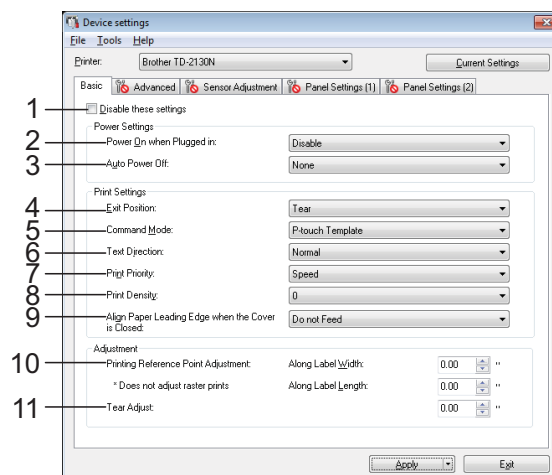 Device settings
File Tools Help
Printer: Brother TD-2130N Current Settings
Basic Advanced Sensor Adjustment Panel Settings (1) Panel Settings (2)
1 Disable these settings
Power Settings
2 Power On when Plugged in: Disable
3 Auto Power Off: None
Print Settings
4 Exit Position: Tear
5 Command Mode: P-touch Template
6 Text Direction: Normal
7 Print Priority: Speed
8 Print Density: 0
9 Align Paper Leading Edge when the Cover is Closed: Do not Feed
Adjustment
10 Printing Reference Point Adjustment: Along Label Width: 0.00 "
* Does not adjust raster prints Along Label Length: 0.00 "
11 Tear Adjust: 0.00 "
Apply Exit